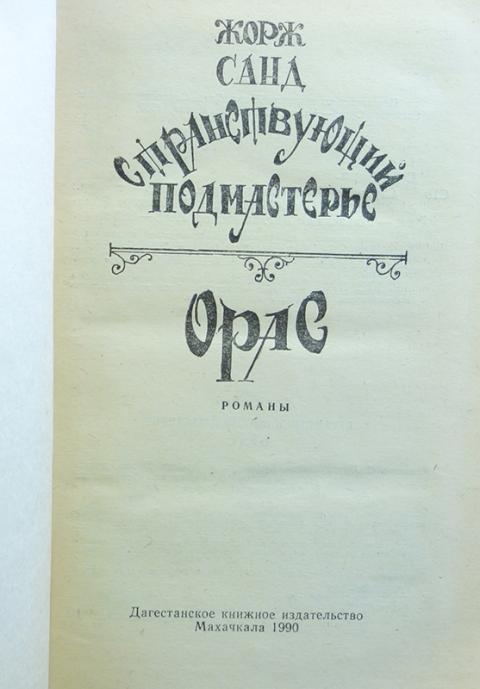 ЖОРЖ
САНД
СТРАНСТВУЮЩИЙ
ПОДМАСТЕРЬЕ
ОРАС
РОМАНЫ
Дагестанское книжное издательство
Махачкала 1990